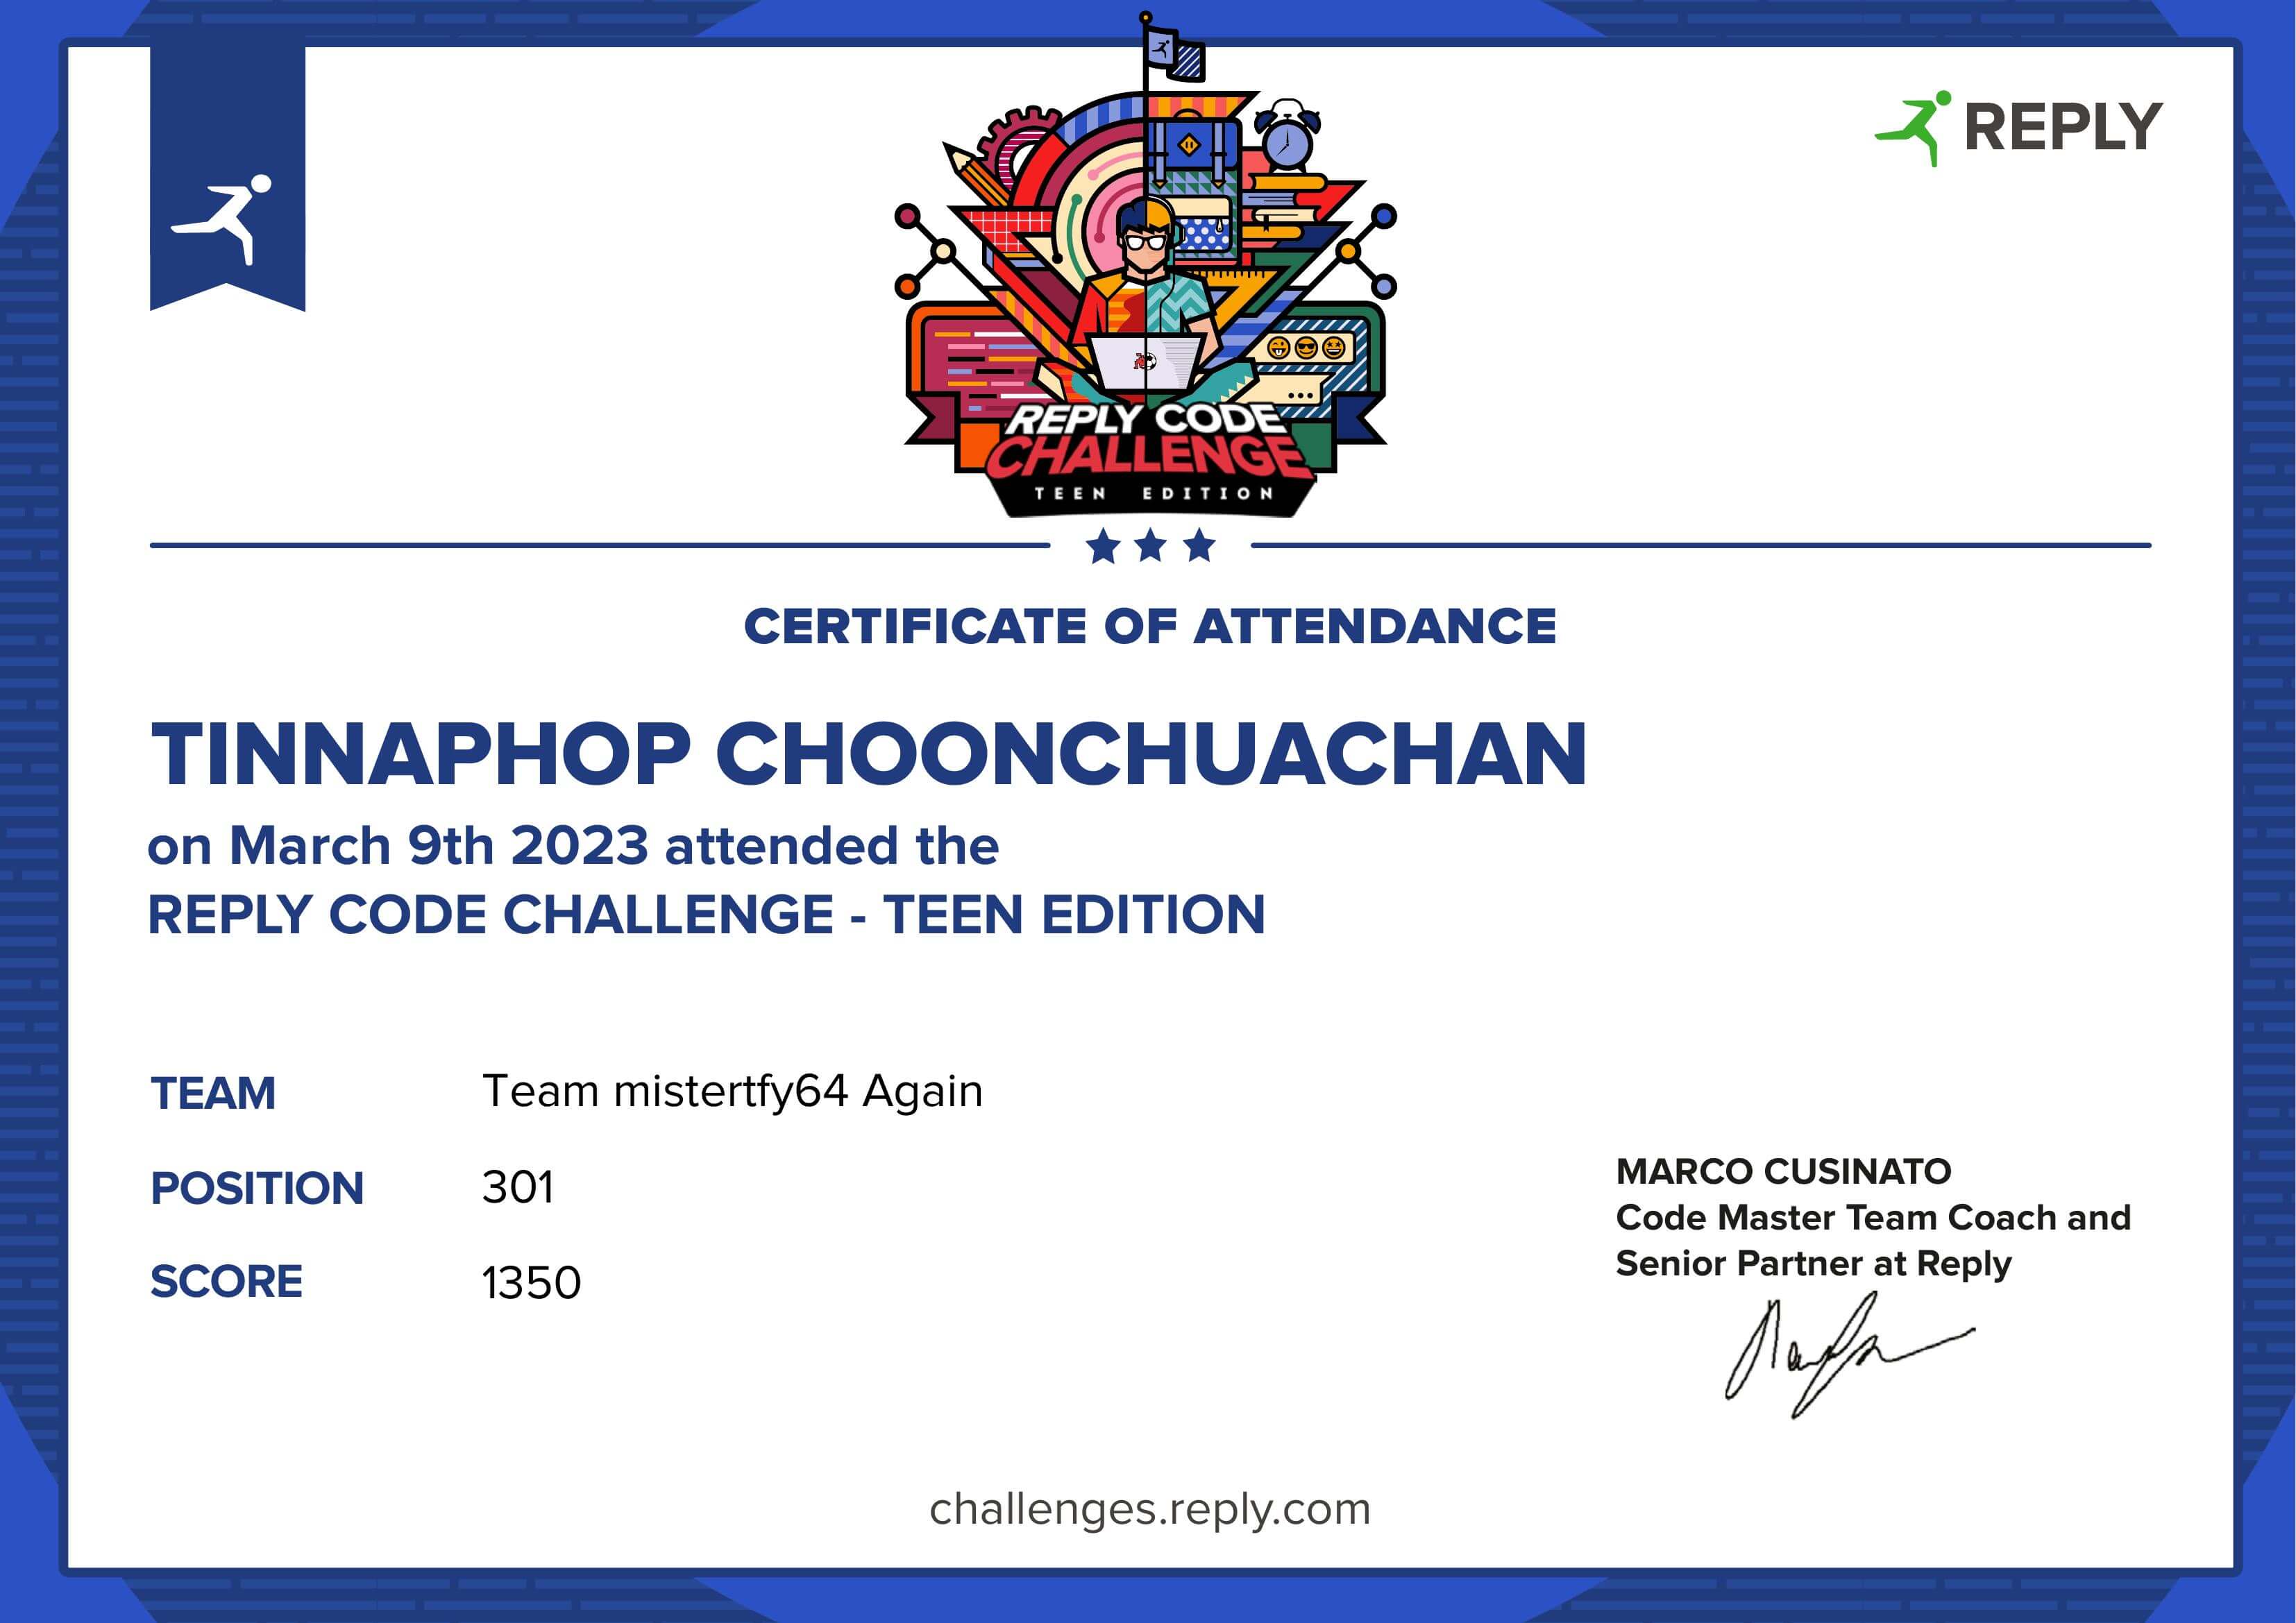 REPLY
REPLY CODE
CHALLENGE
TEEN EDITION
CERTIFICATE OF ATTENDANCE
TINNAPHOP CHOONCHUACHAN
on March 9th 2023 attended the
REPLY CODE CHALLENGE - TEEN EDITION
TEAM Team mistertfy64 Again
POSITION 301
SCORE 1350
MARCO CUSINATO
Code Master Team Coach and
Senior Partner at Reply
challenges.reply.com